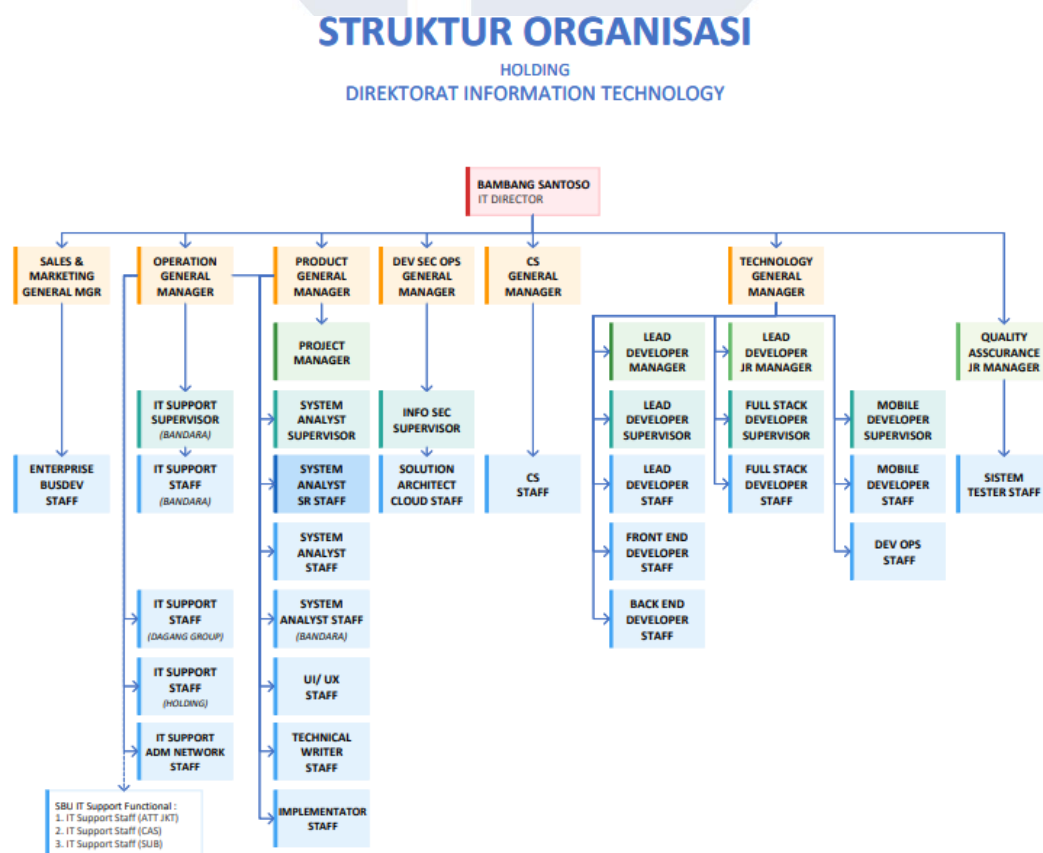 STRUKTUR ORGANISASI
HOLDING
DIREKTORAT INFORMATION TECHNOLOGY
BAMBANG SANTOSO
IT DIRECTOR
SALES &
MARKETING
GENERAL MGR
OPERATION
GENERAL
MANAGER
PRODUCT
GENERAL
MANAGER
DEV SEC OPS
GENERAL
MANAGER
CS
GENERAL
MANAGER
TECHNOLOGY
GENERAL
MANAGER
PROJECT
MANAGER
LEAD
DEVELOPER
MANAGER
LEAD
DEVELOPER
JR MANAGER
QUALITY
ASSCURANCE
JR MANAGER
IT SUPPORT
SUPERVISOR
(BANDARA)
SYSTEM
ANALYST
SUPERVISOR
INFO SEC
SUPERVISOR
LEAD
DEVELOPER
SUPERVISOR
FULL STACK
DEVELOPER
SUPERVISOR
MOBILE
DEVELOPER
SUPERVISOR
ENTERPRISE
BUSDEV
STAFF
IT SUPPORT
STAFF
(BANDARA)
SYSTEM
ANALYST
SR STAFF
SOLUTION
ARCHITECT
CLOUD STAFF
CS
STAFF
LEAD
DEVELOPER
STAFF
FULL STACK
DEVELOPER
STAFF
MOBILE
DEVELOPER
STAFF
SISTEM
TESTER STAFF
SYSTEM
ANALYST
STAFF
FRONT END
DEVELOPER
STAFF
DEV OPS
STAFF
IT SUPPORT
STAFF
(DAGANG GROUP)
SYSTEM
ANALYST STAFF
(BANDARA)
BACK END
DEVELOPER
STAFF
IT SUPPORT
STAFF
(HOLDING)
UI/ UX
STAFF
IT SUPPORT
ADM NETWORK
STAFF
TECHNICAL
WRITER
STAFF
SBU IT Support Functional :
1. IT Support Staff (ATT JKT)
2. IT Support Staff (CAS)
3. IT Support Staff (SUB)
IMPLEMENTATOR
STAFF